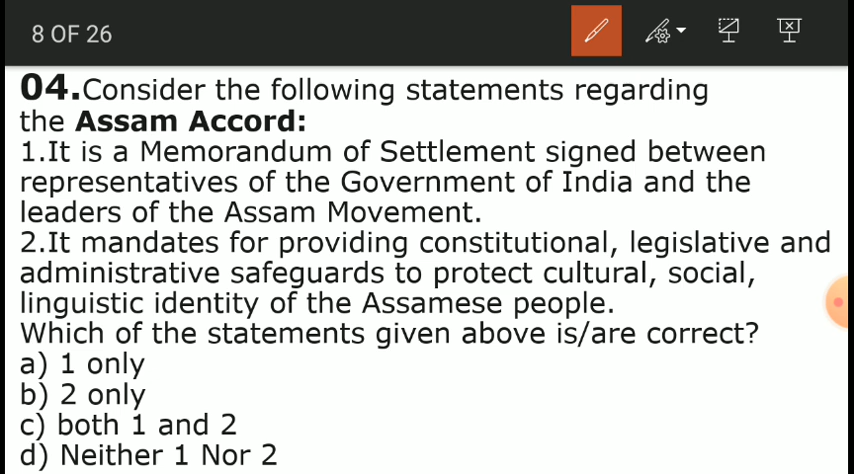 8 OF 26
04.Consider the following statements regarding
the Assam Accord:
1.It is a Memorandum of Settlement signed between
representatives of the Government of India and the
leaders of the Assam Movement.
2.It mandates for providing constitutional, legislative and
administrative safeguards to protect cultural, social,
linguistic identity of the Assamese people.
Which of the statements given above is/are correct?
a) 1 only
b) 2 only
c) both 1 and 2
d) Neither 1 Nor 2